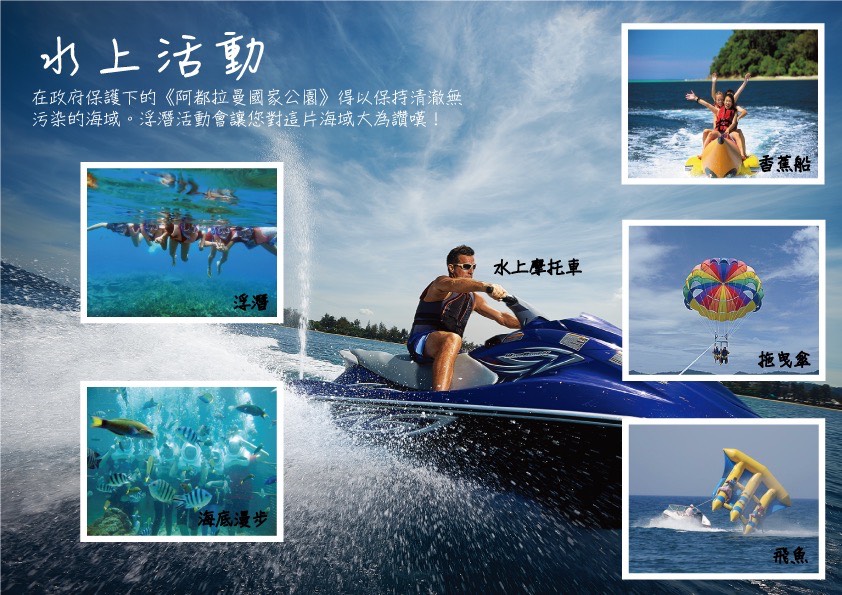 水上活動
在政府保護下的《阿都拉曼國家公園》得以保持清澈無
污染的海域。浮潛活動會讓您對這片海域大為讚嘆！
香蕉船
浮潛
水上摩托車
拖曳傘
海底漫步
飛魚